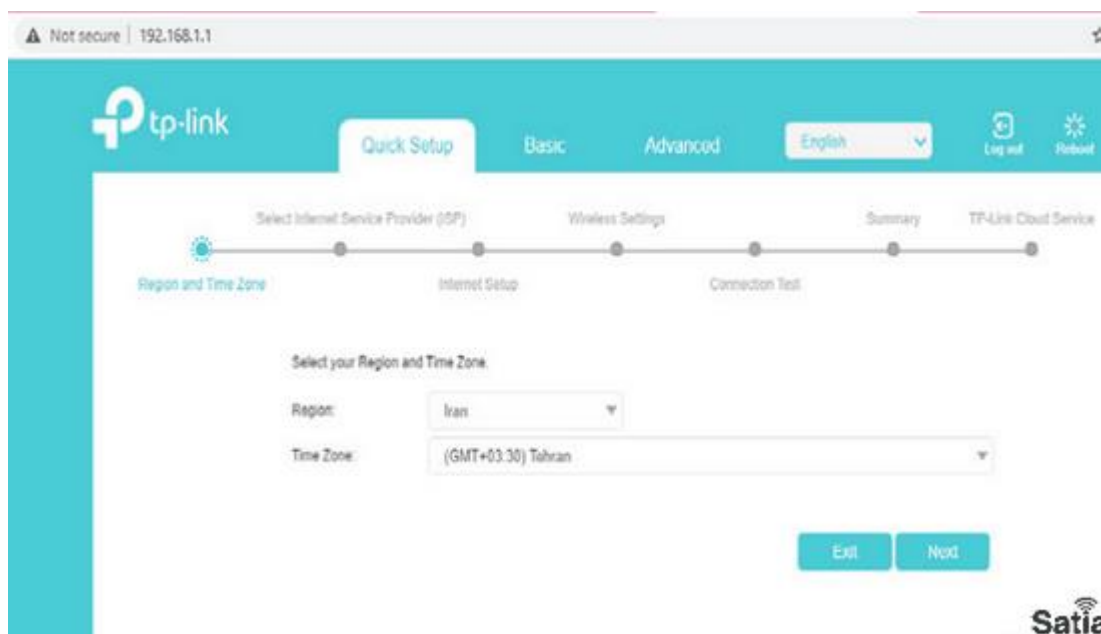 Not secure | 192.168.1.1
tp-link
Quick Setup Basic Advanced English Log out Reboot
Select Internet Service Provider (ISP) Wireless Settings Summary TP-Link Cloud Service
Region and Time Zone Internet Setup Connection Test
Select your Region and Time Zone.
Region: Iran
Time Zone: (GMT+03:30) Tehran
Exit Next
Satia